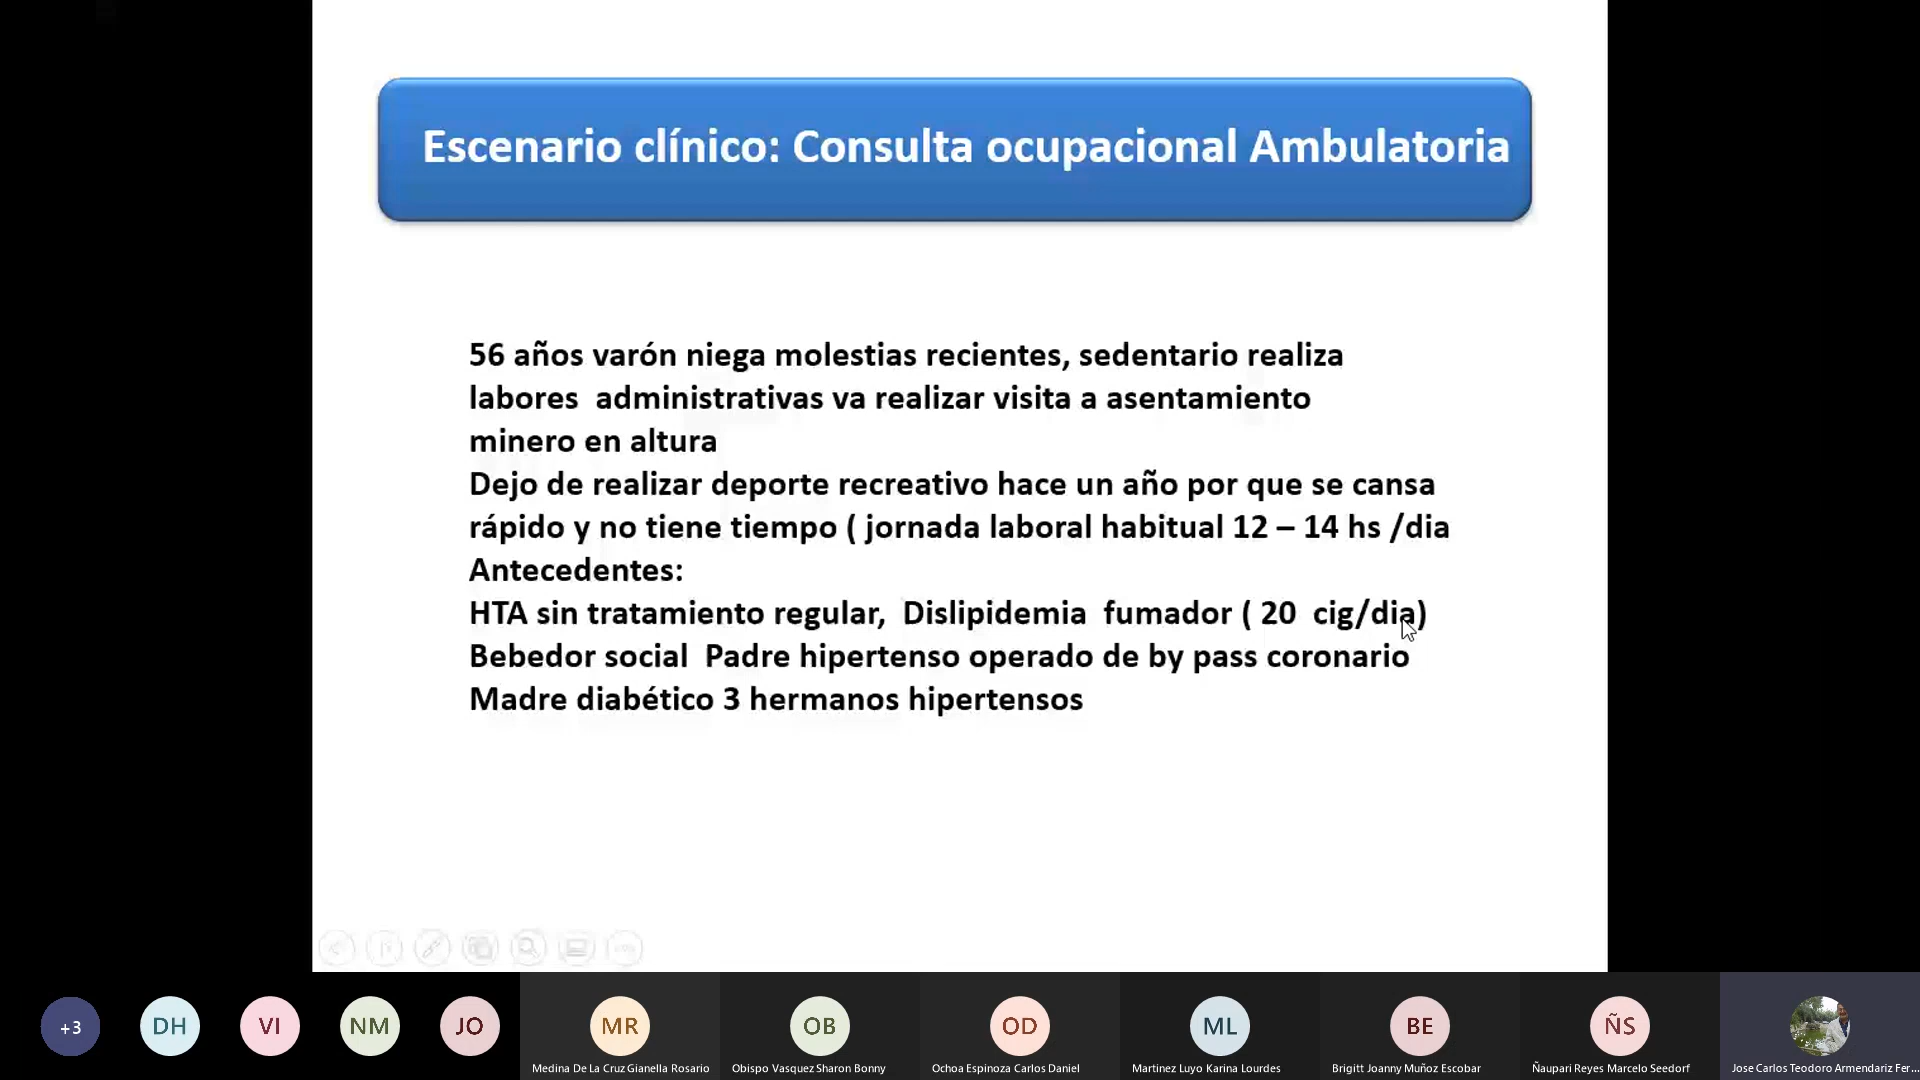 Escenario clínico: Consulta ocupacional Ambulatoria
56 años varón niega molestias recientes, sedentario realiza
labores administrativas va realizar visita a asentamiento
minero en altura
Dejo de realizar deporte recreativo hace un año por que se cansa
rápido y no tiene tiempo ( jornada laboral habitual 12 – 14 hs /dia
Antecedentes:
HTA sin tratamiento regular, Dislipidemia fumador ( 20 cig/dia)
Bebedor social Padre hipertenso operado de by pass coronario
Madre diabético 3 hermanos hipertensos
+3
DH
VI
NM
JO
MR
OB
OD
ML
BE
ÑS
Medina De La Cruz Gianella Rosario
Obispo Vasquez Sharon Bonny
Ochoa Espinoza Carlos Daniel
Martinez Luyo Karina Lourdes
Brigitt Joanny Muñoz Escobar
Ñaupari Reyes Marcelo Seedorf
Jose Carlos Teodoro Armendariz Fer...